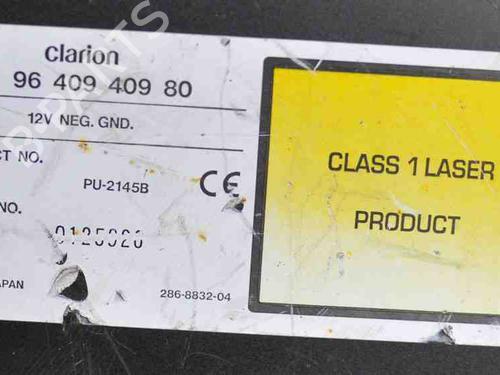 clarion
96 409 409 80
12V NEG. GND.
CT NO.
PU-2145B
CE
NO.
APAN
286-8832-04
CLASS 1 LASER
PRODUCT